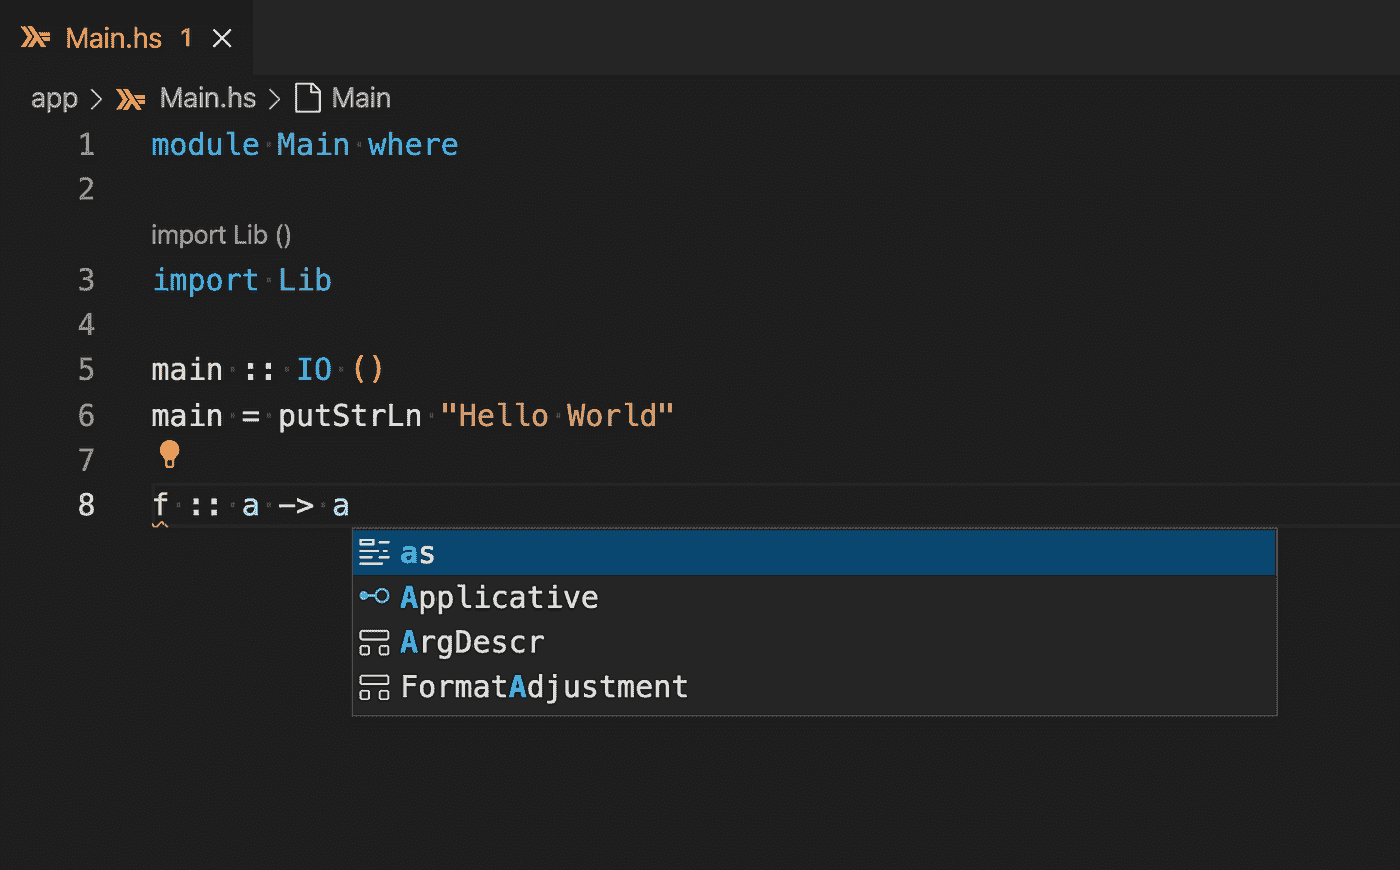 Main.hs 1
app > Main.hs > Main
1 module Main where
2
import Lib ()
3 import Lib
4
5 main :: IO ()
6 main = putStrLn "Hello World"
7
8 f :: a -> a
as
Applicative
ArgDescr
FormatAdjustment